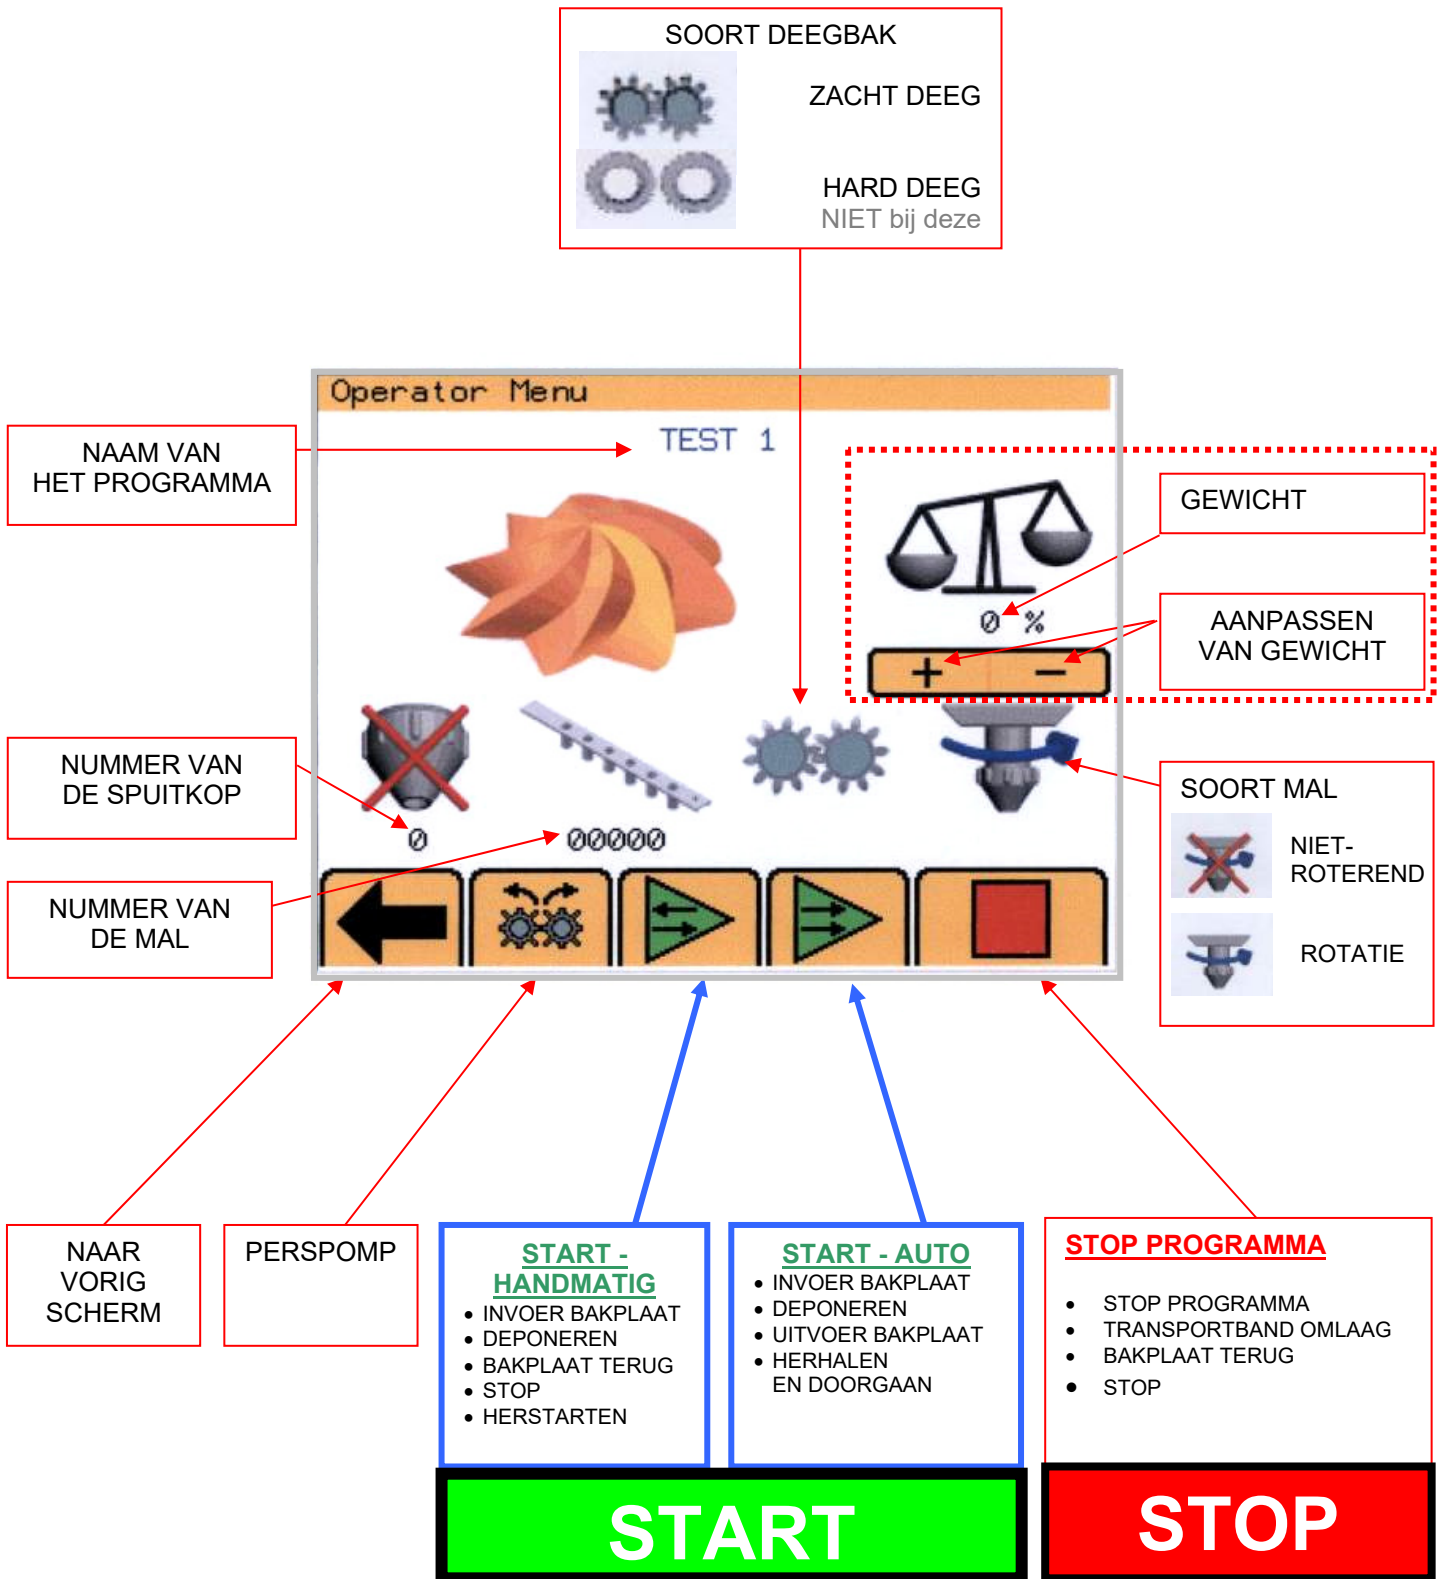 SOORT DEEGBAK
ZACHT DEEG
HARD DEEG
NIET bij deze
Operator Menu
TEST 1
NAAM VAN
HET PROGRAMMA
GEWICHT
0 %
AANPASSEN
VAN GEWICHT
+ −
NUMMER VAN
DE SPUITKOP
0
00000
SOORT MAL
NIET-
ROTEREND
ROTATIE
NUMMER VAN
DE MAL
NAAR
VORIG
SCHERM
PERSPOMP
START -
HANDMATIG
• INVOER BAKPLAAT
• DEPONEREN
• BAKPLAAT TERUG
• STOP
• HERSTARTEN
START - AUTO
• INVOER BAKPLAAT
• DEPONEREN
• UITVOER BAKPLAAT
• HERHALEN
EN DOORGAAN
STOP PROGRAMMA
• STOP PROGRAMMA
• TRANSPORTBAND OMLAAG
• BAKPLAAT TERUG
• STOP
START
STOP